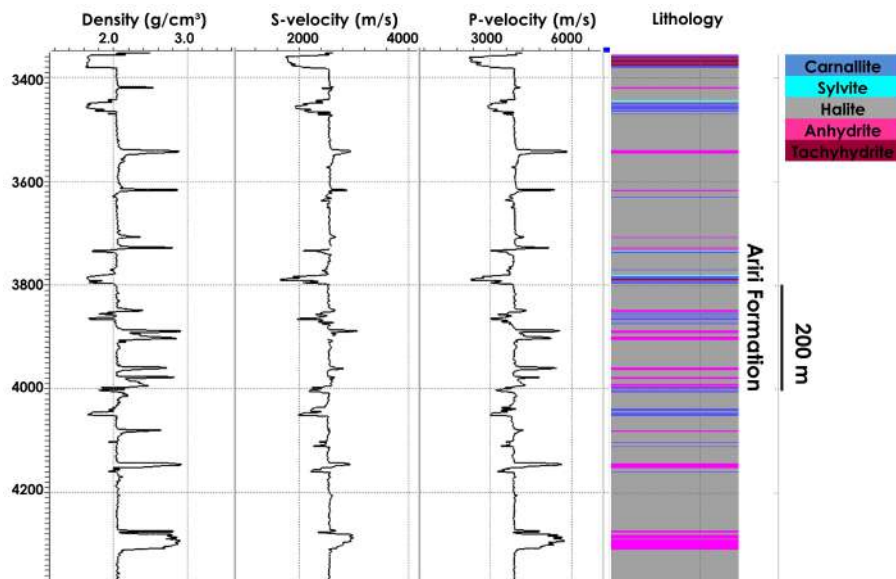 Density (g/cm³) S-velocity (m/s) P-velocity (m/s) Lithology
2.0 3.0 2000 4000 3000 6000
3400
3600
3800
4000
4200
Carnallite
Sylvite
Halite
Anhydrite
Tachyhydrite
Ariri Formation
200 m